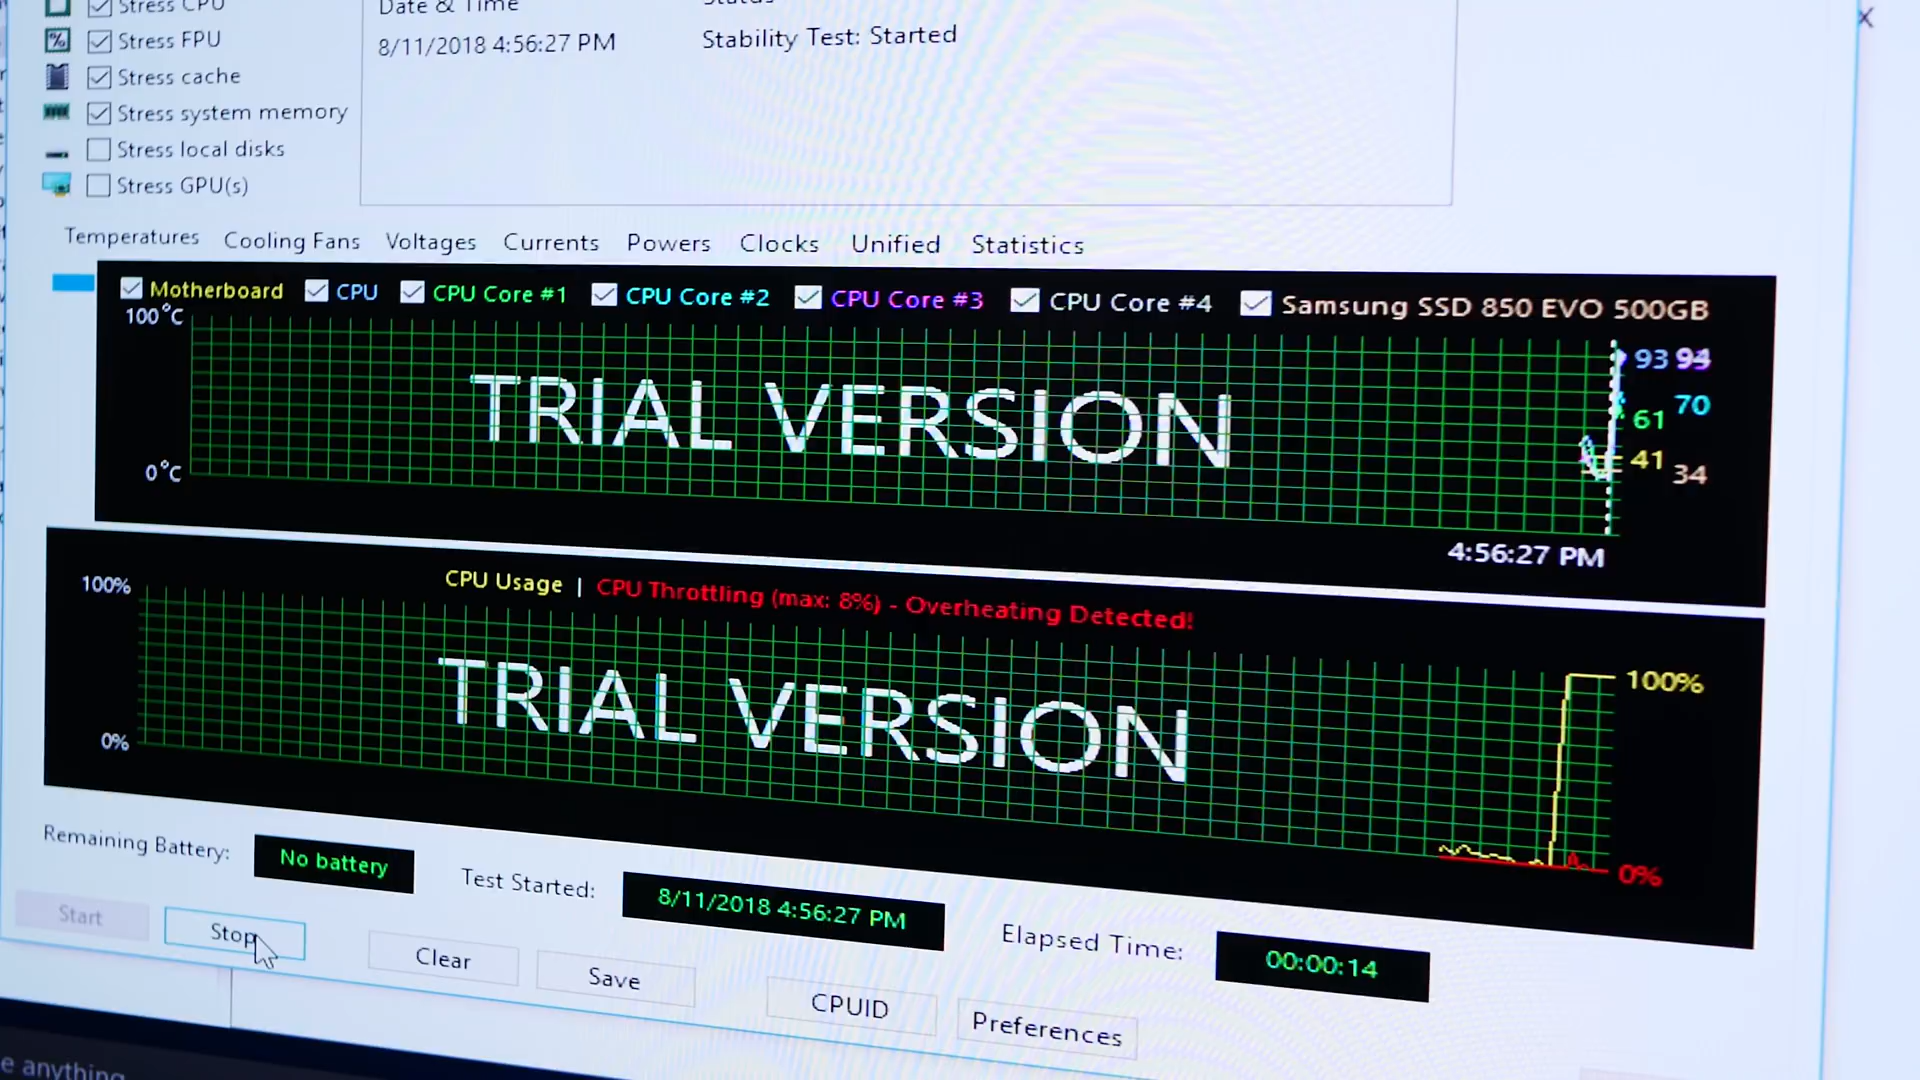 Stress CPU
Date & Time
Status
Stress FPU
8/11/2018 4:56:27 PM
Stability Test: Started
Stress cache
Stress system memory
Stress local disks
Stress GPU(s)
Temperatures Cooling Fans Voltages Currents Powers Clocks Unified Statistics
Motherboard CPU CPU Core #1 CPU Core #2 CPU Core #3 CPU Core #4 Samsung SSD 850 EVO 500GB
100°C
93 94
TRIAL VERSION
70
61
41
34
0°C
4:56:27 PM
CPU Usage | CPU Throttling (max: 8%) - Overheating Detected!
100%
100%
TRIAL VERSION
0%
0%
Remaining Battery: No battery
Test Started: 8/11/2018 4:56:27 PM
Elapsed Time: 00:00:14
Start Stop Clear Save CPUID Preferences
e anything